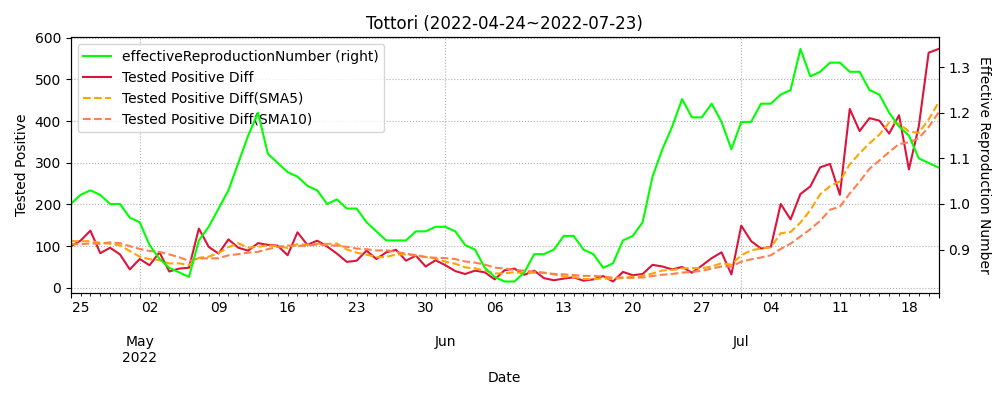 Tottori (2022-04-24~2022-07-23)
effectiveReproductionNumber (right)
Tested Positive Diff
Tested Positive Diff(SMA5)
Tested Positive Diff(SMA10)
Tested Positive
600
500
400
300
200
100
0
1.3
1.2
1.1
1.0
0.9
Effective Reproduction Number
25 02 09 16 23 30 06 13 20 27 04 11 18
May Jun Jul
2022
Date